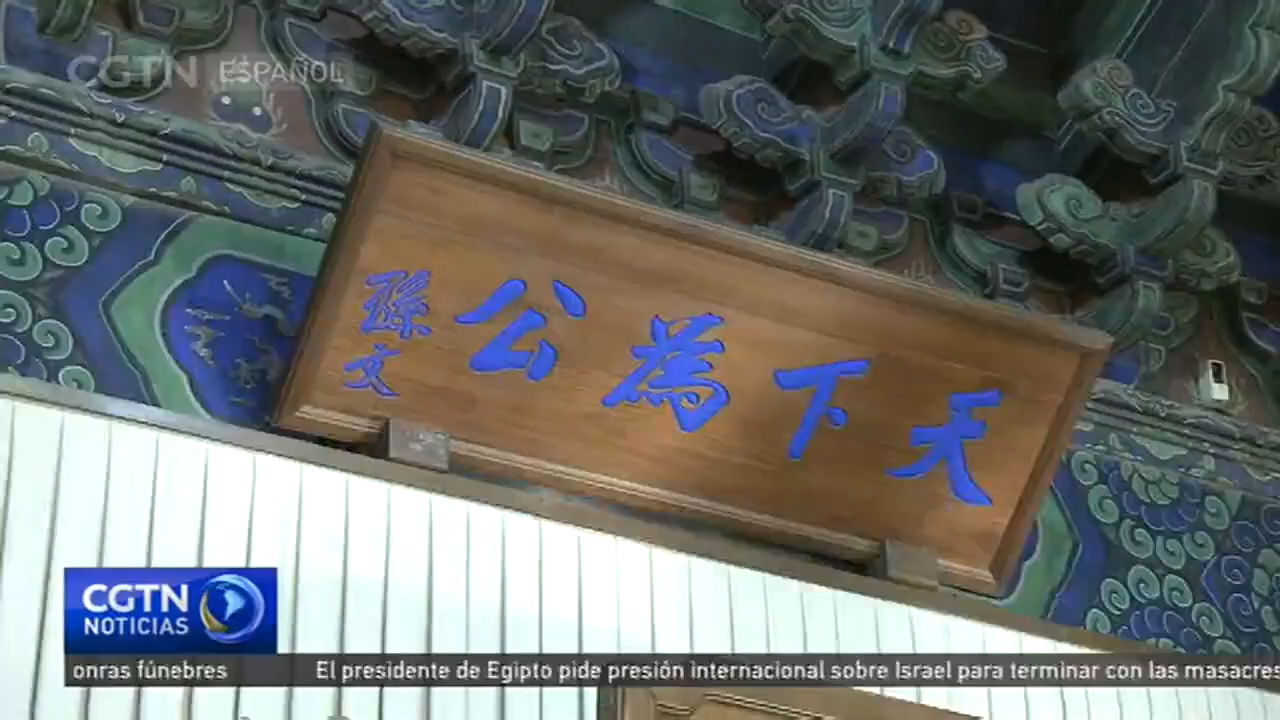 CGTN ESPAÑOL
天下為公
孫文
CGTN
NOTICIAS
onras fúnebres El presidente de Egipto pide presión internacional sobre Israel para terminar con las masacres